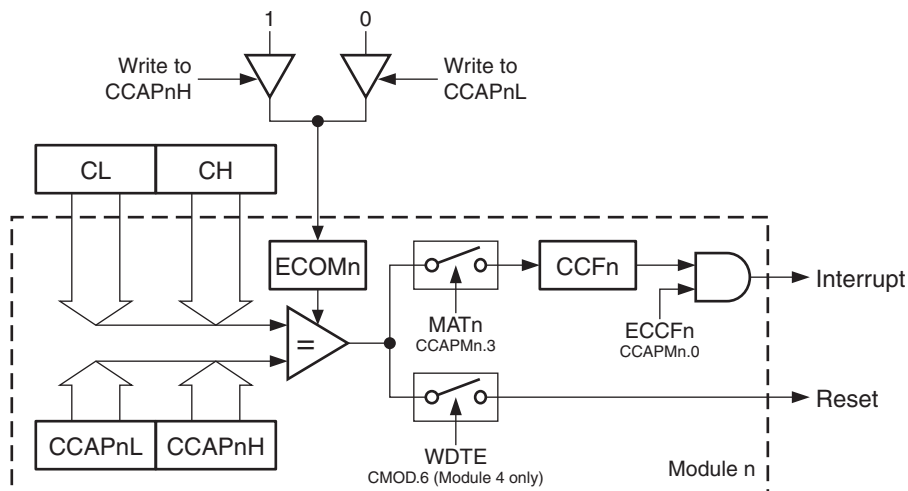 1
0
Write to
CCAPnH
Write to
CCAPnL
CL
CH
ECOMn
CCFn
Interrupt
MATn
CCAPMn.3
ECCFn
CCAPMn.0
=
Reset
CCAPnL
CCAPnH
WDTE
CMOD.6 (Module 4 only)
Module n